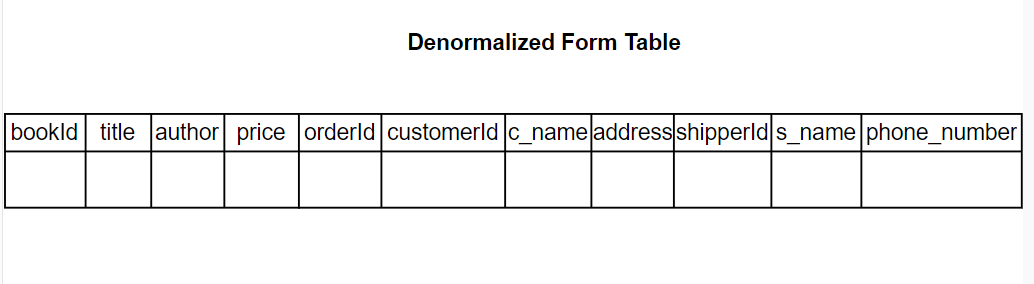 Denormalized Form Table
bookId title author price orderId customerId c_name address shipperId s_name phone_number